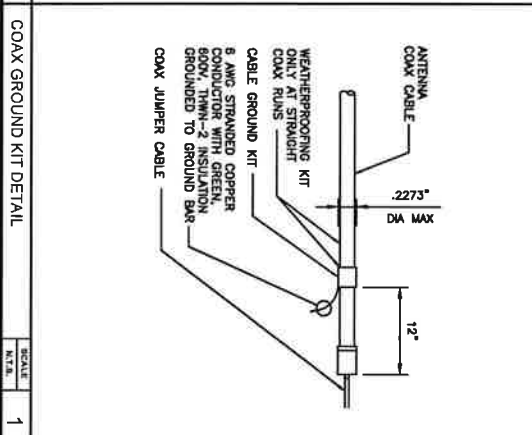 ANTENNA
COAX CABLE
.2273"
DIA MAX
12"
WEATHERPROOFING KIT
ONLY AT STRAIGHT
COAX RUNS
CABLE GROUND KIT
6 AWG STRANDED COPPER
CONDUCTOR WITH GREEN,
600V, THWN-2 INSULATION
GROUNDED TO GROUND BAR
COAX JUMPER CABLE
COAX GROUND KIT DETAIL
SCALE
N.T.S.
1